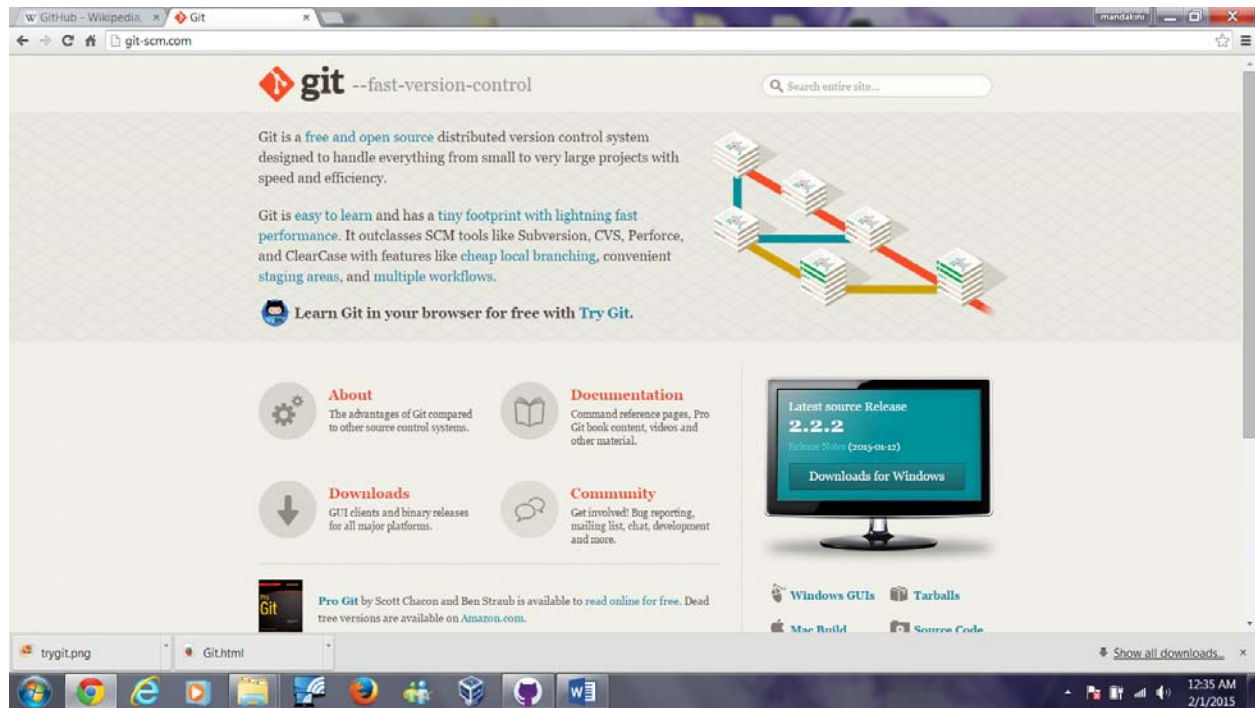 GitHub - Wikipedia,
Git
mandakini
git-scm.com
git --fast-version-control
Search entire site...
Git is a free and open source distributed version control system
designed to handle everything from small to very large projects with
speed and efficiency.
Git is easy to learn and has a tiny footprint with lightning fast
performance. It outclasses SCM tools like Subversion, CVS, Perforce,
and ClearCase with features like cheap local branching, convenient
staging areas, and multiple workflows.
Learn Git in your browser for free with Try Git.
About
The advantages of Git compared
to other source control systems.
Documentation
Command reference pages, Pro
Git book content, videos and
other material.
Downloads
GUI clients and binary releases
for all major platforms.
Community
Get involved! Bug reporting,
mailing list, chat, development
and more.
Latest source Release
2.2.2
Release Notes (2015-01-12)
Downloads for Windows
Pro
Git
Pro Git by Scott Chacon and Ben Straub is available to read online for free. Dead
tree versions are available on Amazon.com.
Windows GUIs
Tarballs
Mac Build
Source Code
trygit.png
Git.html
Show all downloads...
12:35 AM
2/1/2015